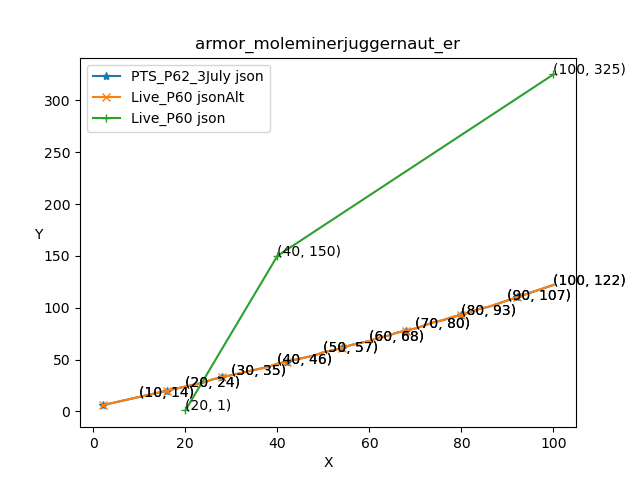 armor_moleminerjuggernaut_er
PTS_P62_3July json
Live_P60 jsonAlt
Live_P60 json
(100, 325)
(40, 150)
(100, 122)
(90, 107)
(80, 93)
(70, 80)
(60, 68)
(50, 57)
(40, 46)
(30, 35)
(20, 24)
(10, 14)
(20, 1)
Y
300
250
200
150
100
50
0
0 20 40 60 80 100
X